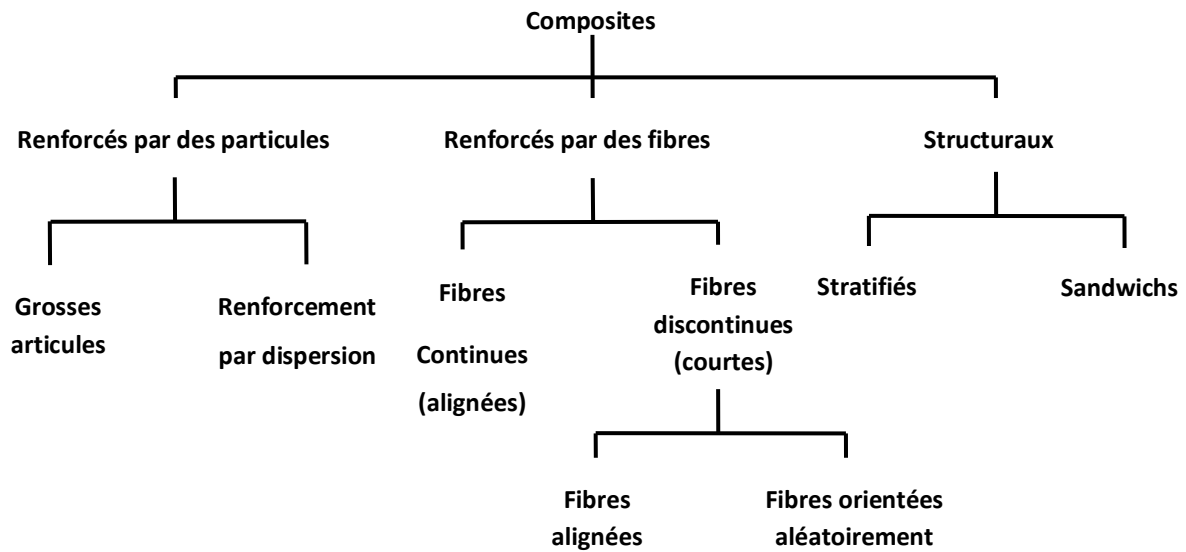 Composites
Renforcés par des particules
Renforcés par des fibres
Structuraux
Grosses
articules
Renforcement
par dispersion
Fibres
Continues
(alignées)
Fibres
discontinues
(courtes)
Stratifiés
Sandwichs
Fibres
alignées
Fibres orientées
aléatoirement